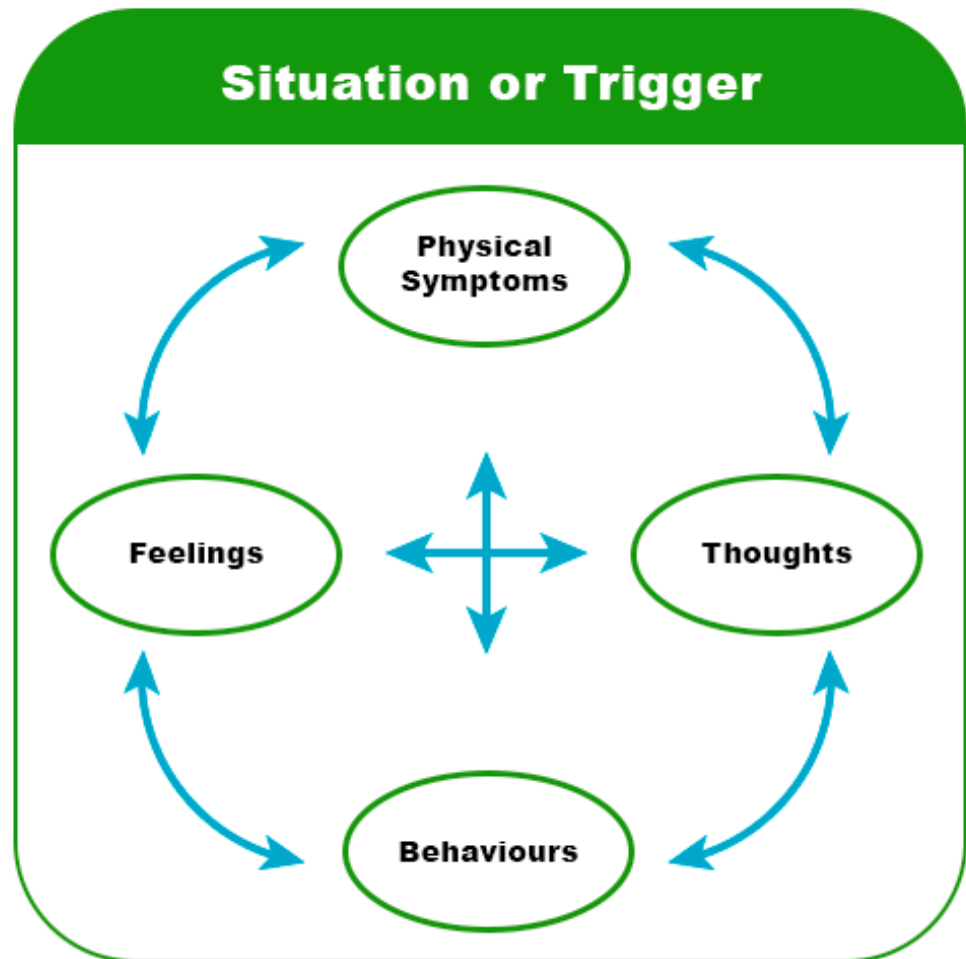 Situation or Trigger
Physical
Symptoms
Feelings
Thoughts
Behaviours